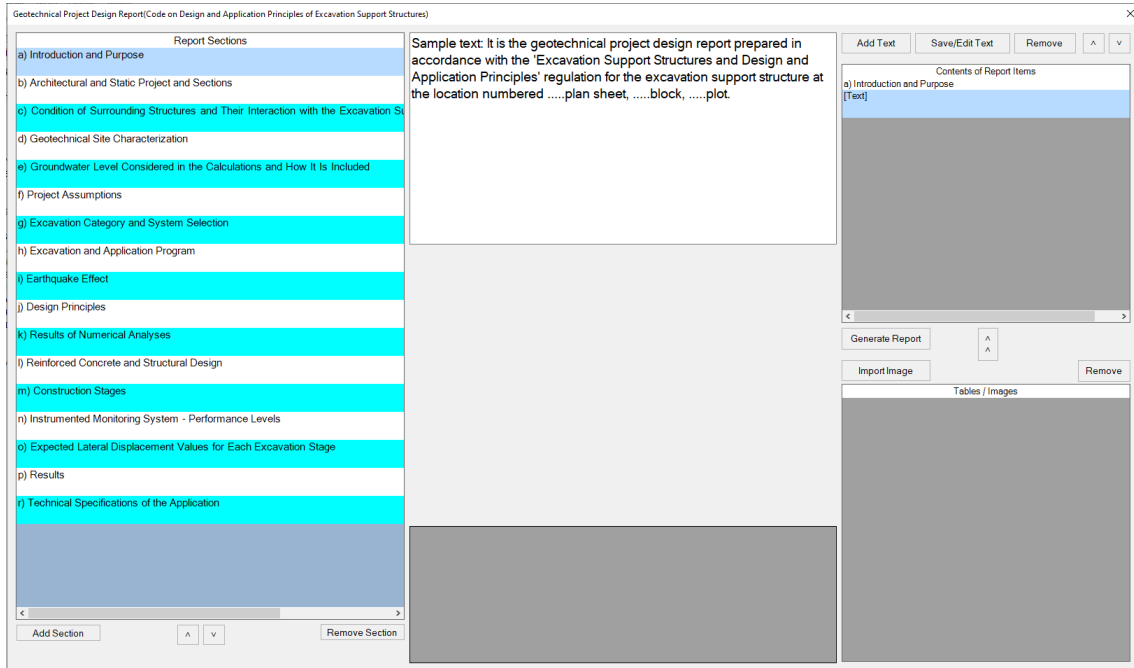 Geotechnical Project Design Report(Code on Design and Application Principles of Excavation Support Structures)
Report Sections
a) Introduction and Purpose
b) Architectural and Static Project and Sections
c) Condition of Surrounding Structures and Their Interaction with the Excavation Su
d) Geotechnical Site Characterization
e) Groundwater Level Considered in the Calculations and How It Is Included
f) Project Assumptions
g) Excavation Category and System Selection
h) Excavation and Application Program
i) Earthquake Effect
j) Design Principles
k) Results of Numerical Analyses
l) Reinforced Concrete and Structural Design
m) Construction Stages
n) Instrumented Monitoring System - Performance Levels
o) Expected Lateral Displacement Values for Each Excavation Stage
p) Results
r) Technical Specifications of the Application
Add Section
Remove Section
Sample text: It is the geotechnical project design report prepared in
accordance with the 'Excavation Support Structures and Design and
Application Principles' regulation for the excavation support structure at
the location numbered .....plan sheet, .....block, .....plot.
Add Text
Save/Edit Text
Remove
Contents of Report Items
a) Introduction and Purpose
[Text]
Generate Report
Import Image
Remove
Tables / Images